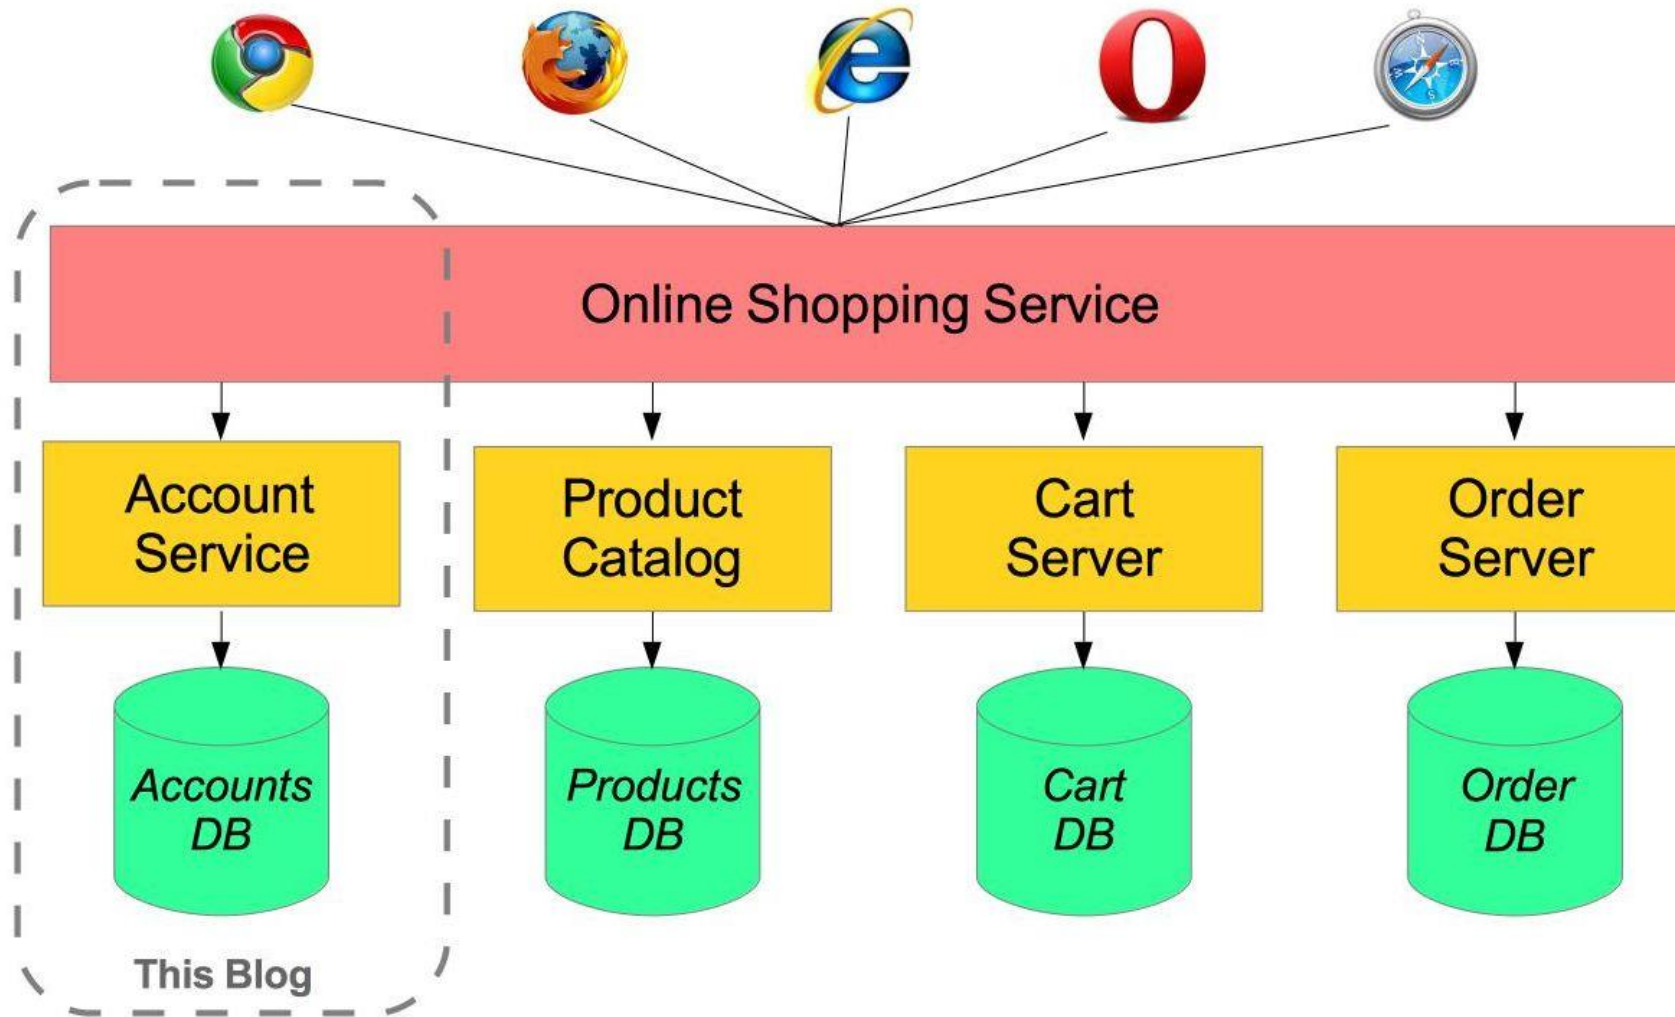 Online Shopping Service
Account
Service
Product
Catalog
Cart
Server
Order
Server
Accounts
DB
Products
DB
Cart
DB
Order
DB
This Blog